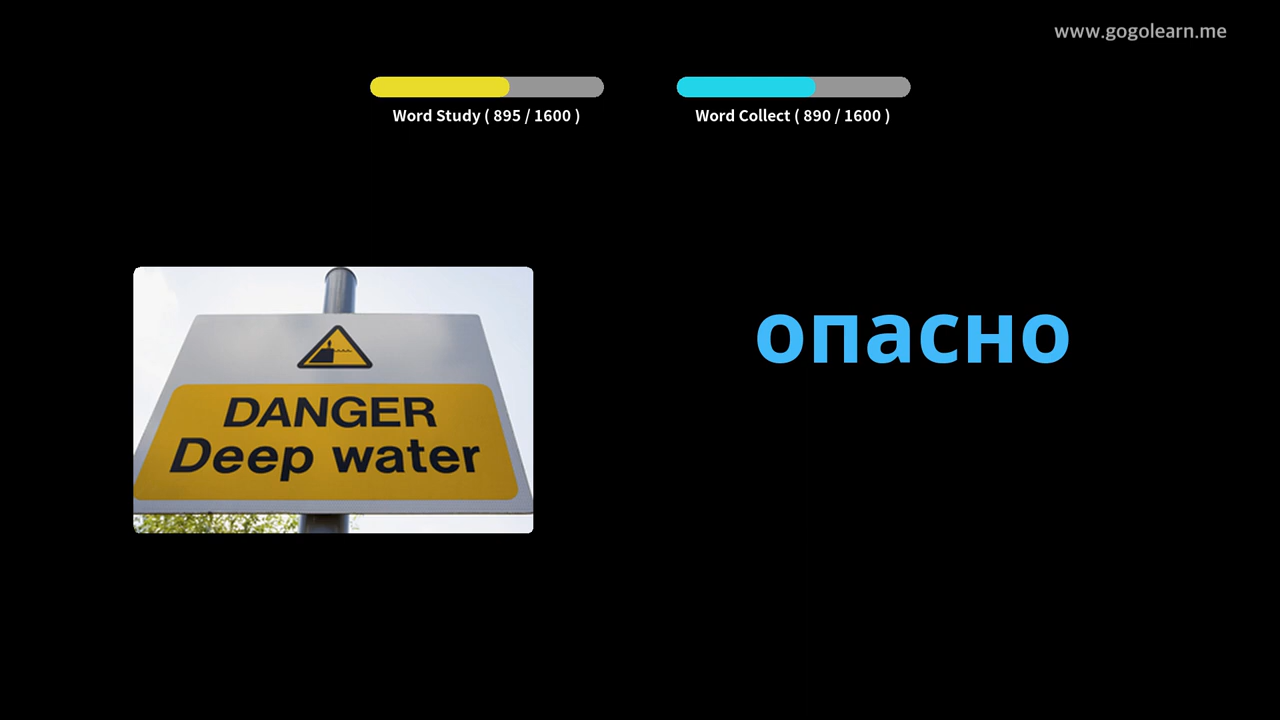 www.gogolearn.me
Word Study ( 895 / 1600 )
Word Collect ( 890 / 1600 )
DANGER
Deep water
опасно